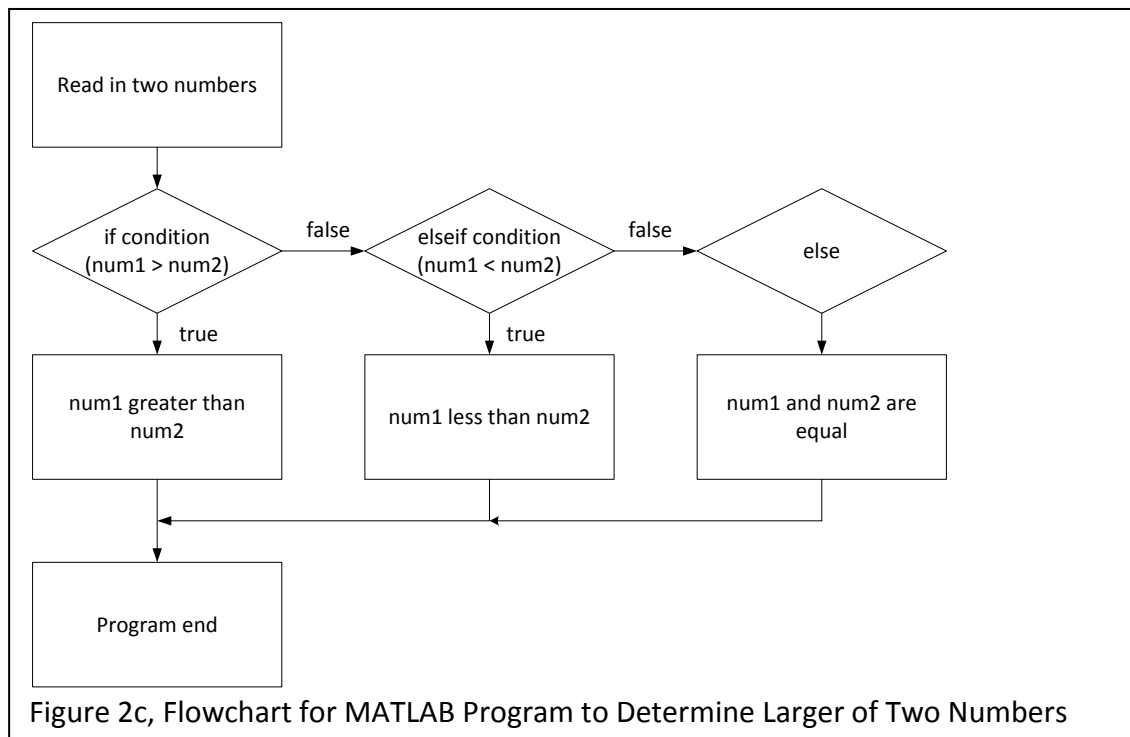 Read in two numbers
if condition
(num1 > num2)
false
elseif condition
(num1 < num2)
false
else
true
true
num1 greater than
num2
num1 less than num2
num1 and num2 are
equal
Program end
Figure 2c, Flowchart for MATLAB Program to Determine Larger of Two Numbers